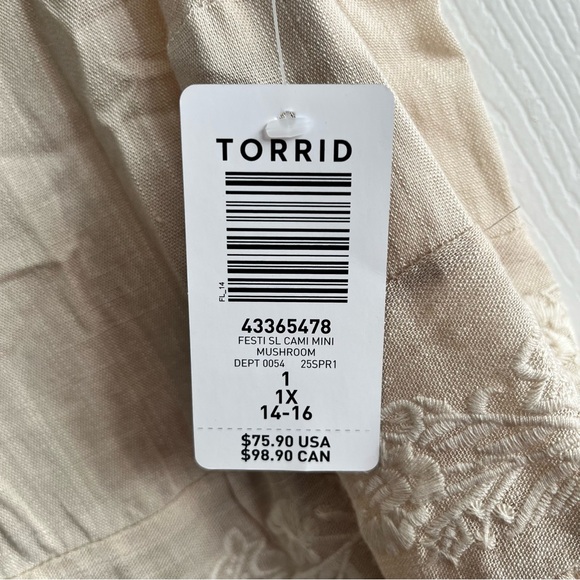 TORRID
FL_14
43365478
FESTI SL CAMI MINI
MUSHROOM
DEPT 0054 25SPR1
1
1X
14-16
$75.90 USA
$98.90 CAN